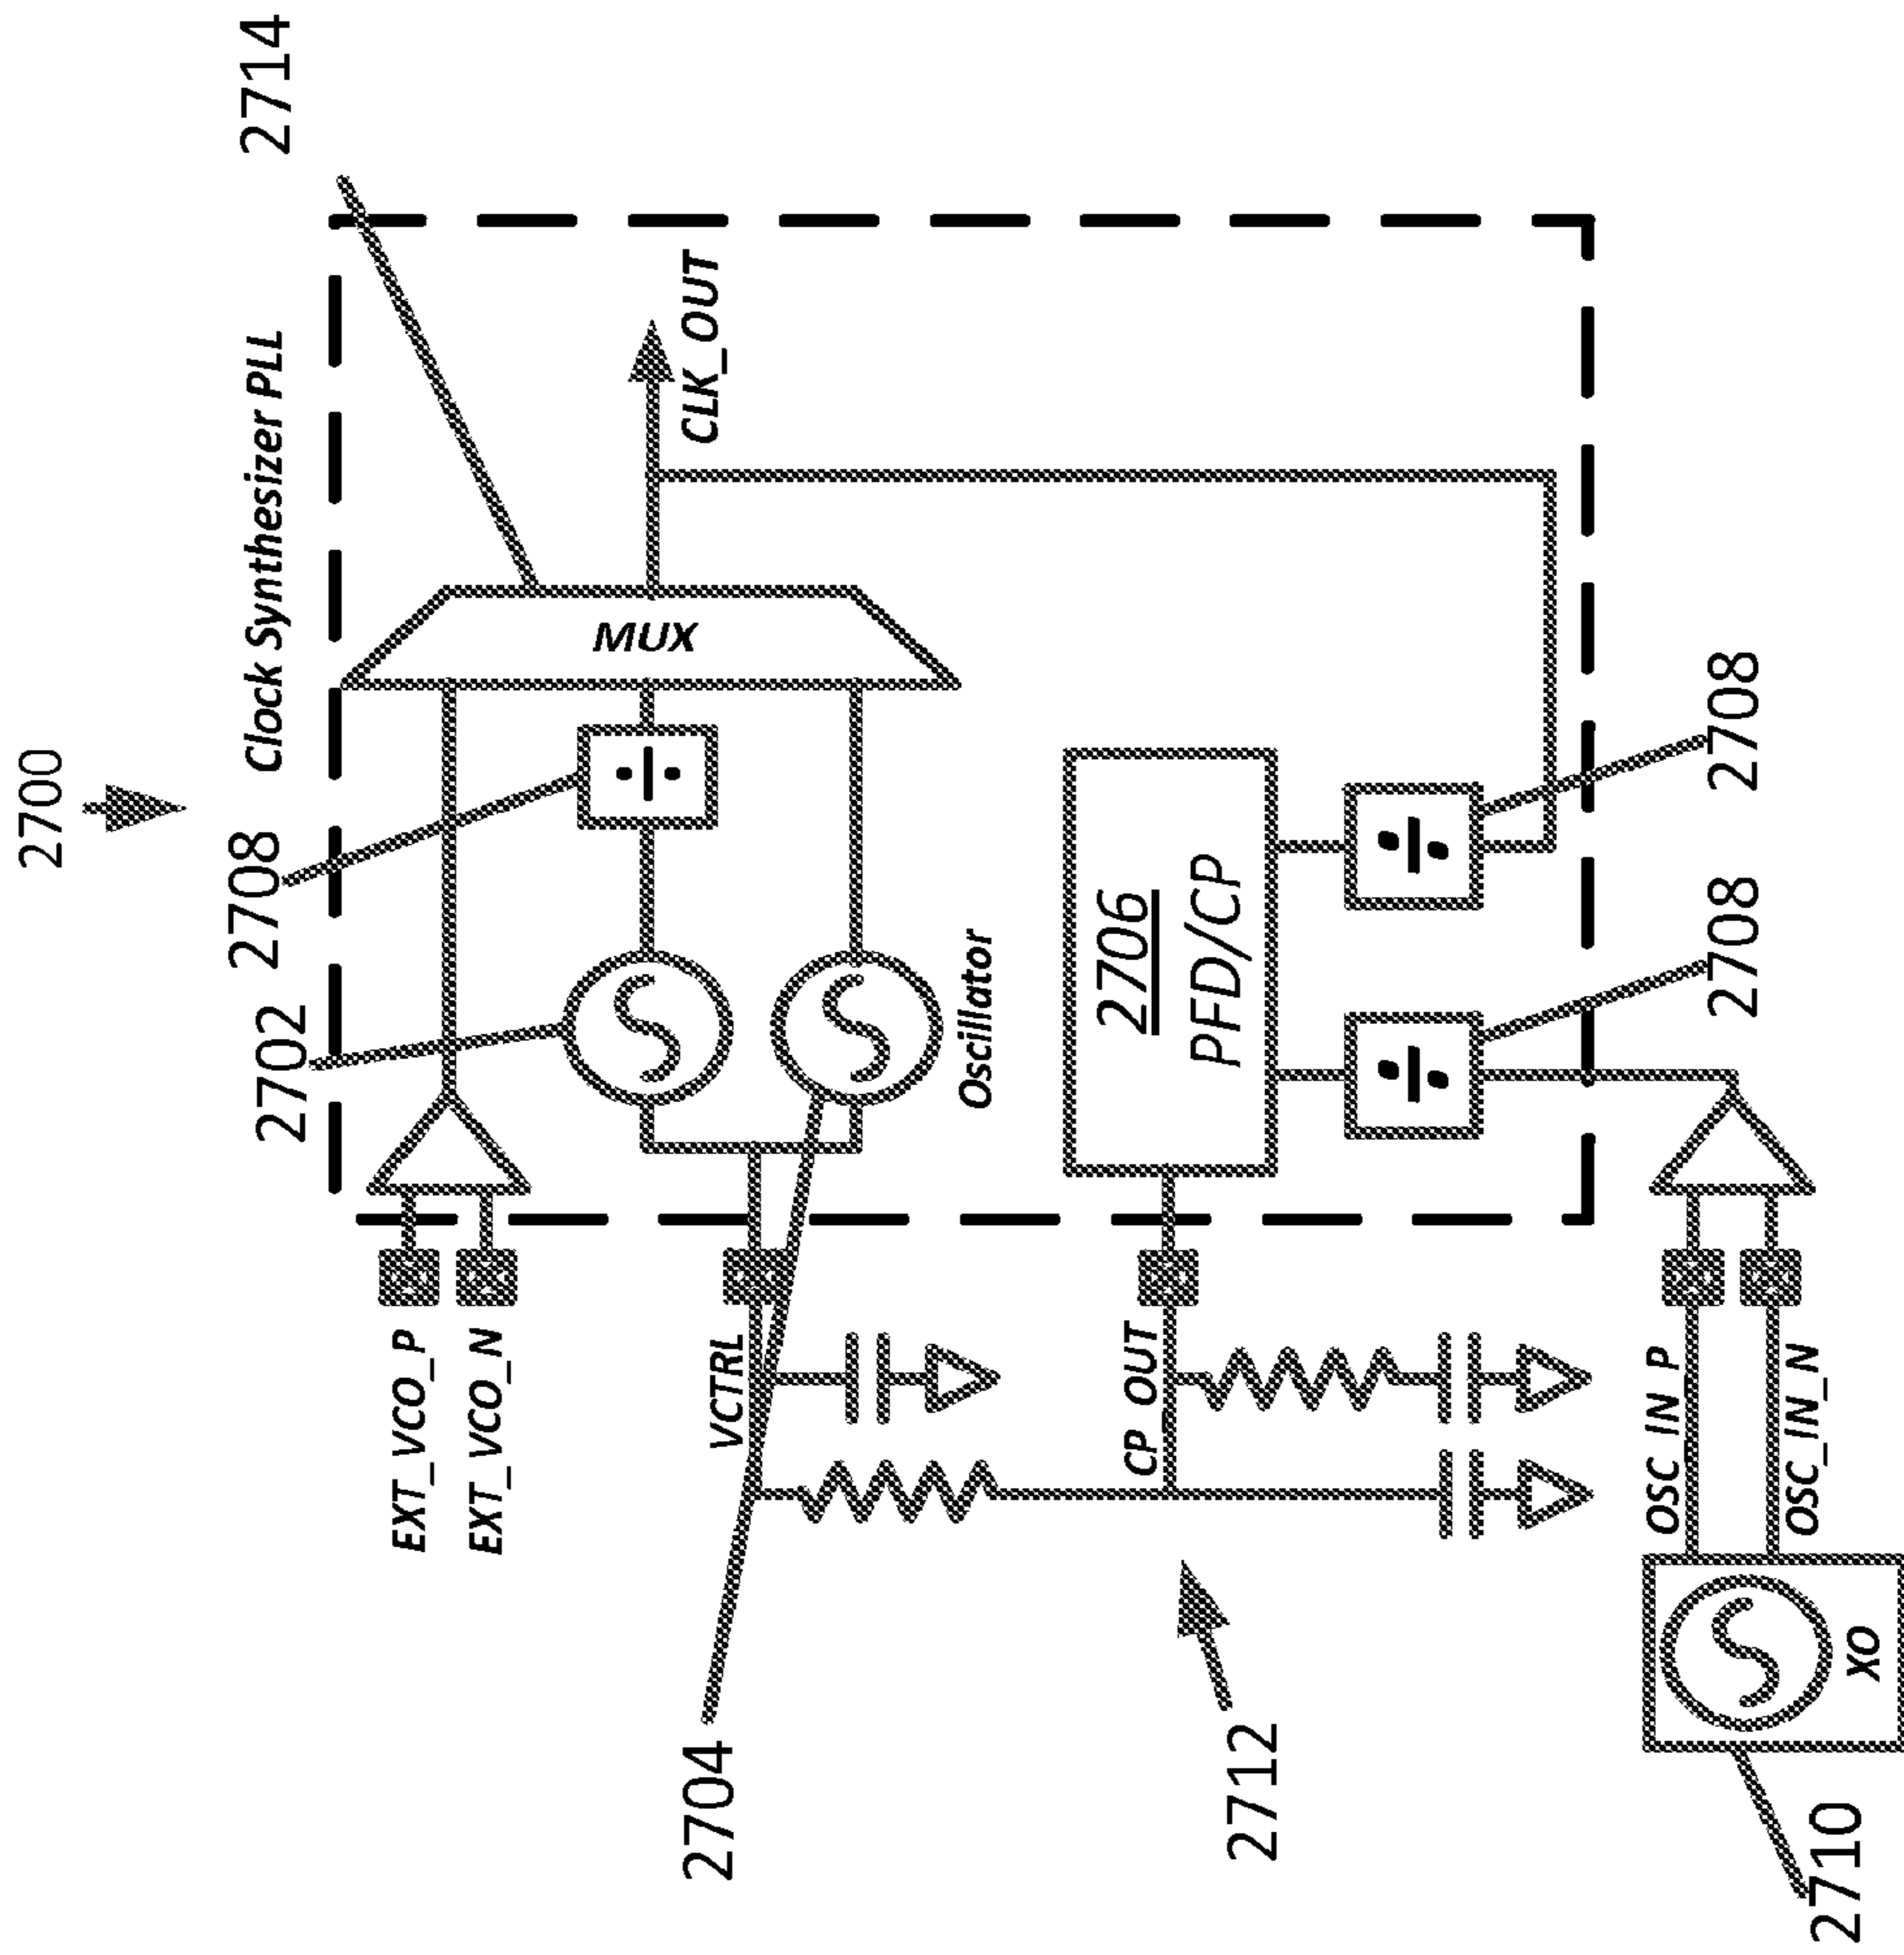 2700
Clock Synthesizer PLL
2714
2702
2708
EXT_VCO_P
EXT_VCO_N
MUX
CLK_OUT
2704
VCTRL
Oscillator
2712
CP_OUT
2706
PFD/CP
2708
2708
OSC_IN_P
OSC_IN_N
XO
2710